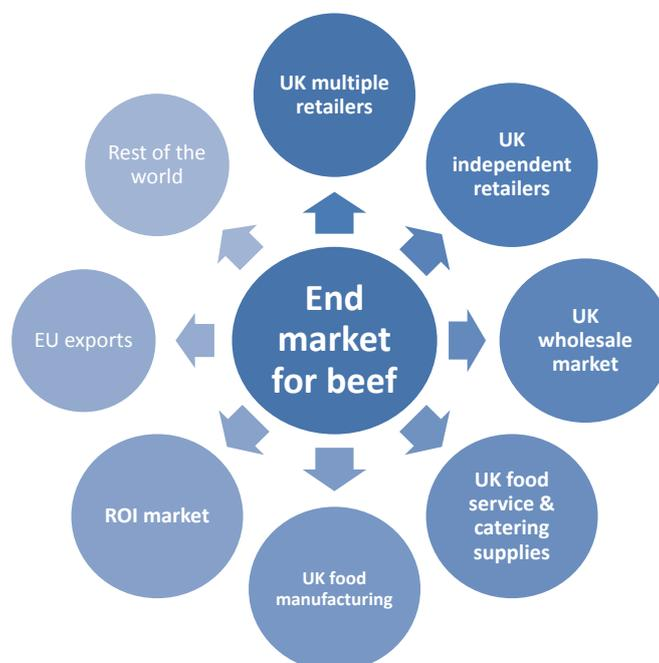 UK multiple
retailers
UK
independent
retailers
UK
wholesale
market
UK food
service &
catering
supplies
UK food
manufacturing
ROI market
EU exports
Rest of the
world
End
market
for beef